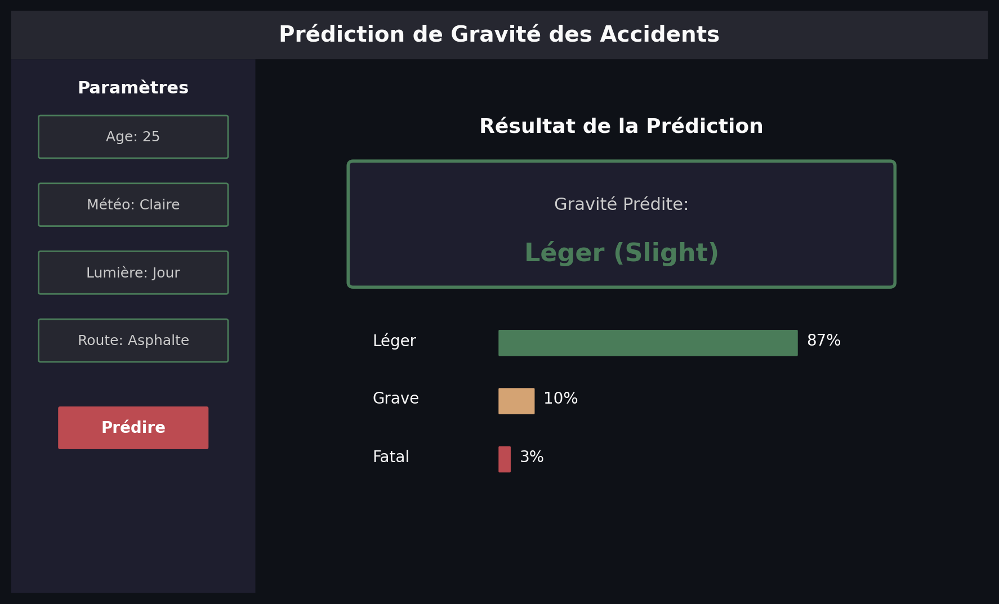 Prédiction de Gravité des Accidents
Paramètres
Age: 25
Météo: Claire
Lumière: Jour
Route: Asphalte
Prédire
Résultat de la Prédiction
Gravité Prédite:
Léger (Slight)
Léger 87%
Grave 10%
Fatal 3%